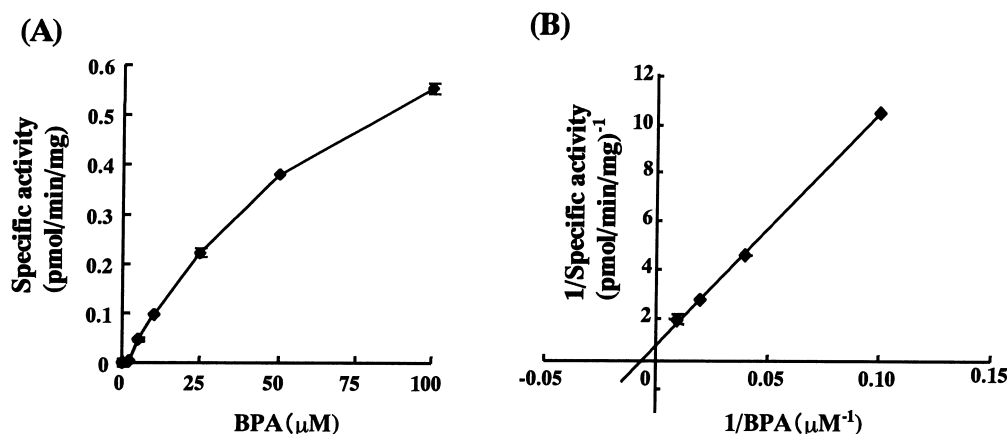 (A)
Specific activity
(pmol/min/mg)
0.6
0.5
0.4
0.3
0.2
0.1
0
0
25
50
75
100
BPA(μM)
(B)
1/Specific activity
(pmol/min/mg)⁻¹
12
10
8
6
4
2
-0.05
0
0.05
0.10
0.15
1/BPA(μM⁻¹)